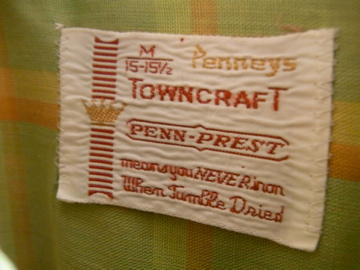 M
15-15½
Penneys
TOWNCRAFT
PENN-PREST
means you NEVER iron
When Tumble Dried